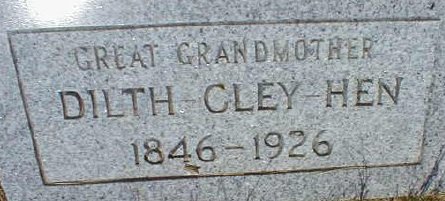 GREAT GRANDMOTHER
DILTH-CLEY-HEN
1846-1926